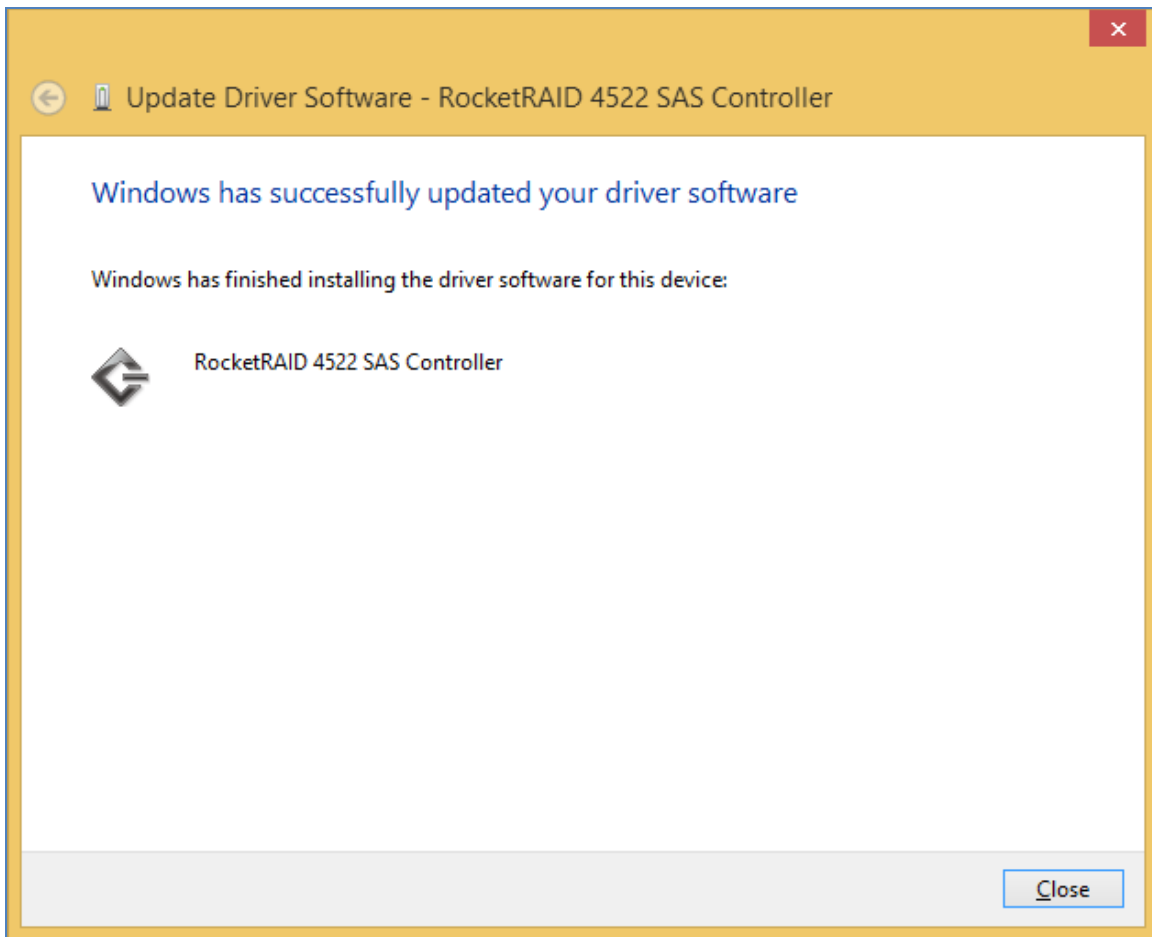 Update Driver Software - RocketRAID 4522 SAS Controller
Windows has successfully updated your driver software
Windows has finished installing the driver software for this device:
RocketRAID 4522 SAS Controller
Close